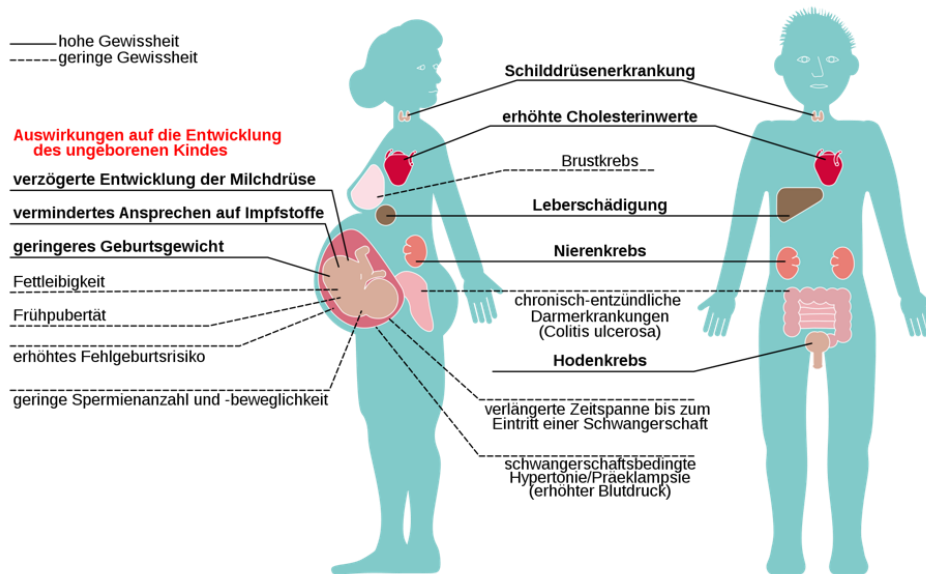 hohe Gewissheit
geringe Gewissheit
Auswirkungen auf die Entwicklung
des ungeborenen Kindes
verzögerte Entwicklung der Milchdrüse
vermindertes Ansprechen auf Impfstoffe
geringeres Geburtsgewicht
Fettleibigkeit
Frühpubertät
erhöhtes Fehlgeburtsrisiko
geringe Spermienanzahl und -beweglichkeit
Schilddrüsenerkrankung
erhöhte Cholesterinwerte
Brustkrebs
Leberschädigung
Nierenkrebs
chronisch-entzündliche
Darmerkrankungen
(Colitis ulcerosa)
Hodenkrebs
verlängerte Zeitspanne bis zum
Eintritt einer Schwangerschaft
schwangerschaftsbedingte
Hypertonie/Präeklampsie
(erhöhter Blutdruck)